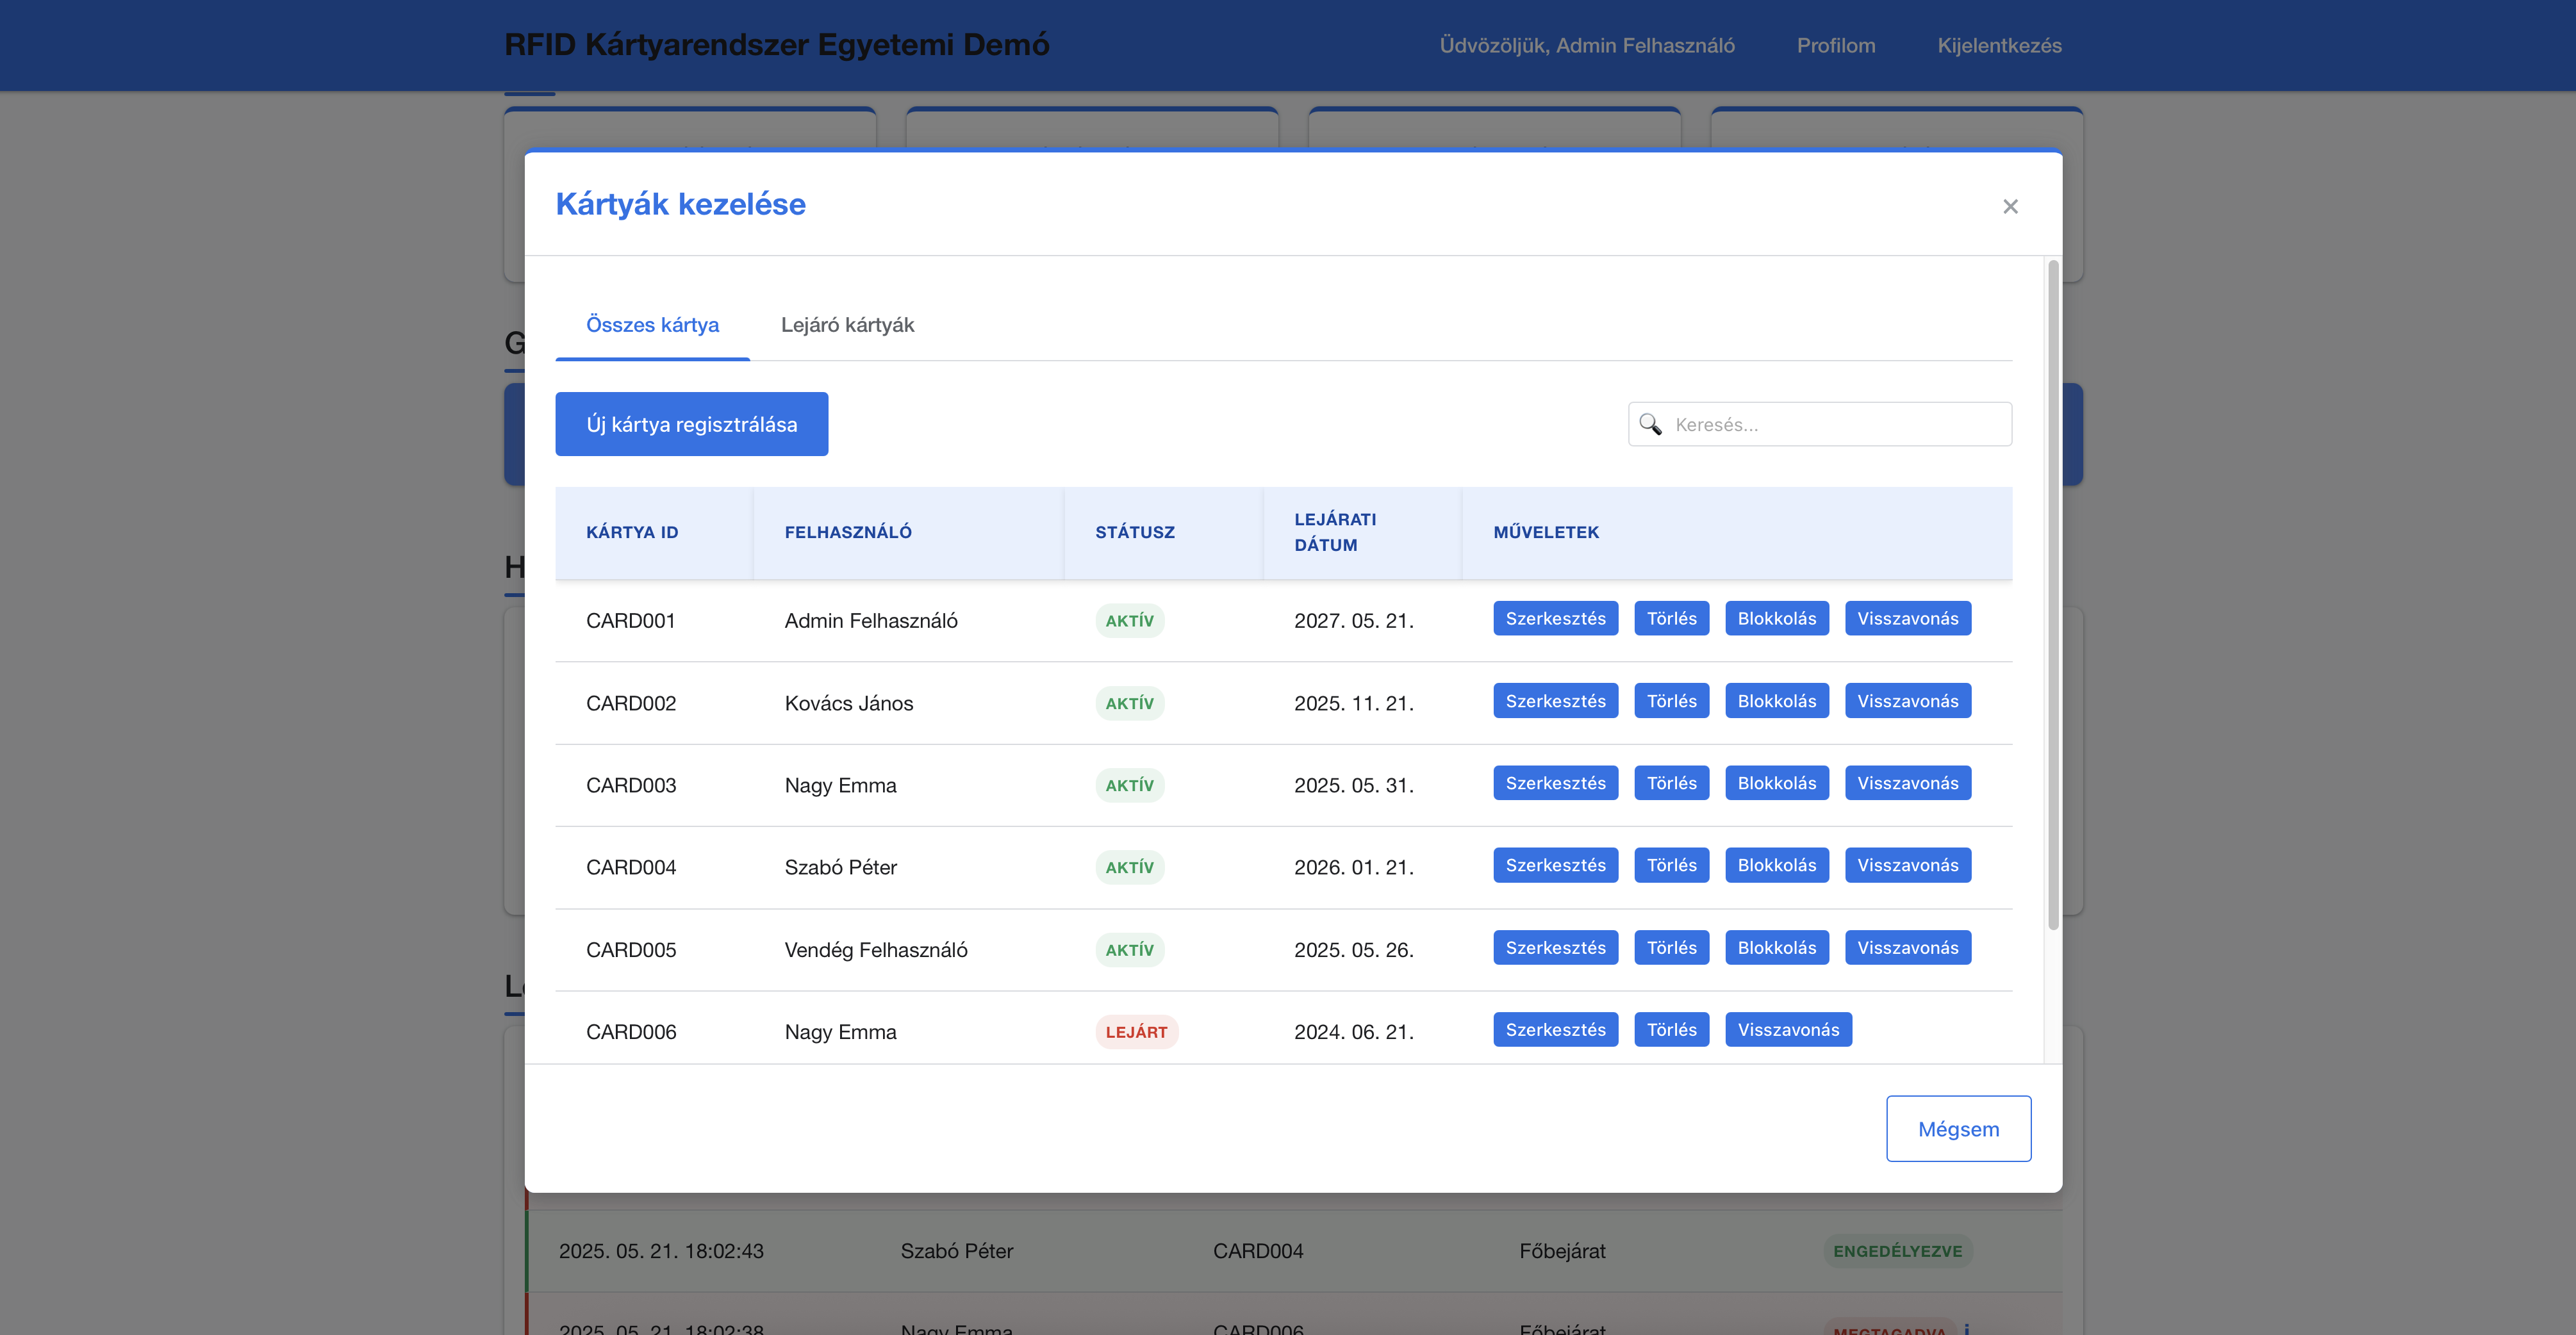 RFID Kártyarendszer Egyetemi Demó
Üdvözöljük, Admin Felhasználó Profilom Kijelentkezés
Kártyák kezelése
×
Összes kártya Lejáró kártyák
Új kártya regisztrálása
Keresés...
KÁRTYA ID FELHASZNÁLÓ STÁTUSZ LEJÁRATI DÁTUM MŰVELETEK
CARD001 Admin Felhasználó AKTÍV 2027. 05. 21. Szerkesztés Törlés Blokkolás Visszavonás
CARD002 Kovács János AKTÍV 2025. 11. 21. Szerkesztés Törlés Blokkolás Visszavonás
CARD003 Nagy Emma AKTÍV 2025. 05. 31. Szerkesztés Törlés Blokkolás Visszavonás
CARD004 Szabó Péter AKTÍV 2026. 01. 21. Szerkesztés Törlés Blokkolás Visszavonás
CARD005 Vendég Felhasználó AKTÍV 2025. 05. 26. Szerkesztés Törlés Blokkolás Visszavonás
CARD006 Nagy Emma LEJÁRT 2024. 06. 21. Szerkesztés Törlés Visszavonás
Mégsem
2025. 05. 21. 18:02:43 Szabó Péter CARD004 Főbejárat ENGEDÉLYEZVE
2025. 05. 21. 18:02:38 Nagy Emma CARD006 Főbejárat MEGTAGADVA